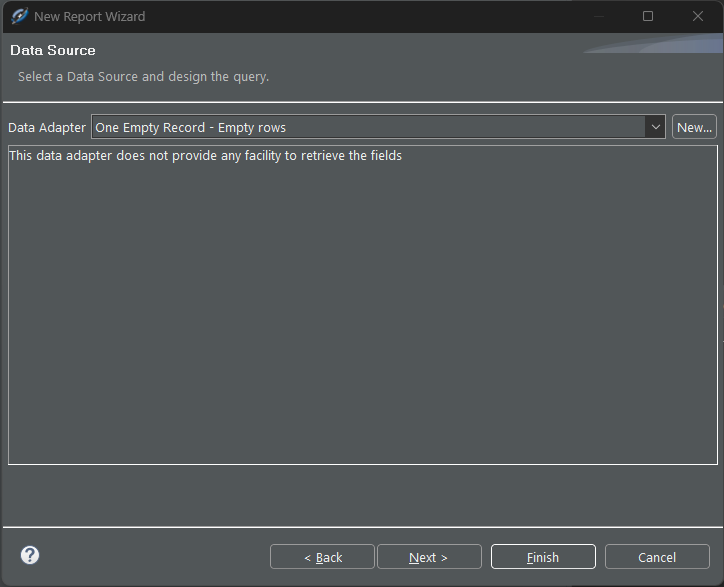 New Report Wizard
Data Source
Select a Data Source and design the query.
Data Adapter One Empty Record - Empty rows New...
This data adapter does not provide any facility to retrieve the fields
? < Back Next > Finish Cancel